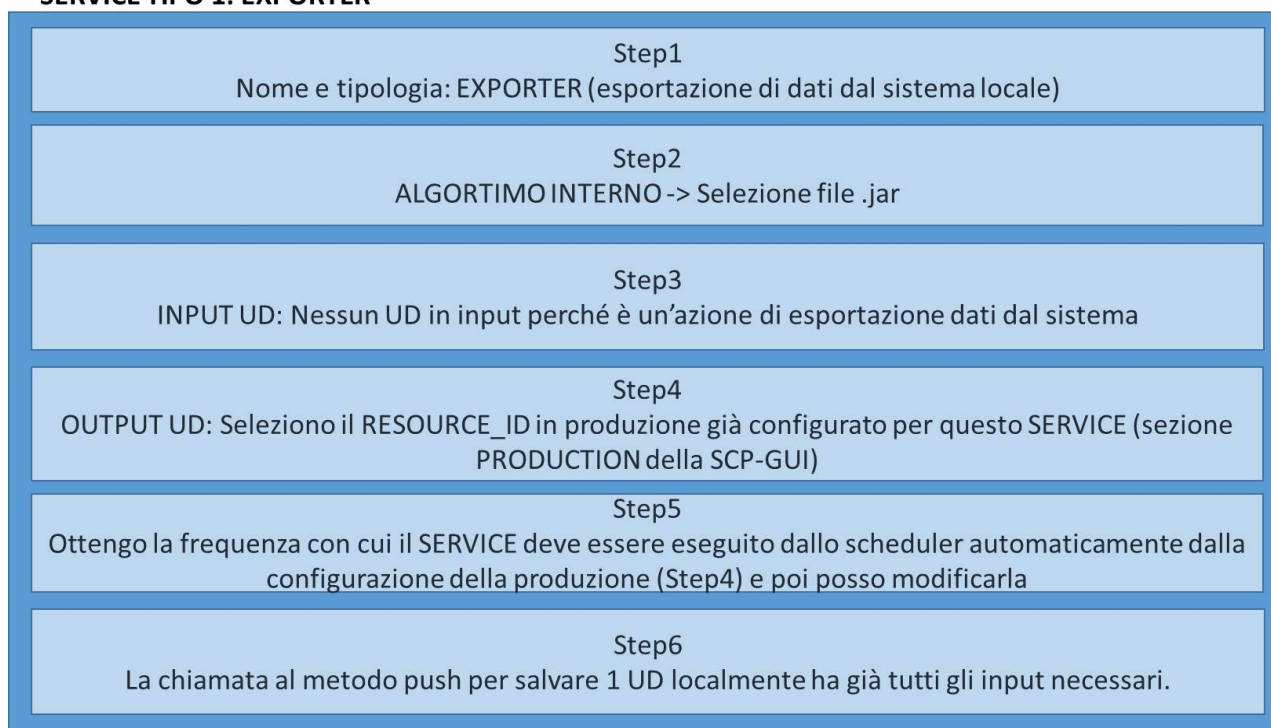 SERVICE TIPO 1: EXPORTER
Step1
Nome e tipologia: EXPORTER (esportazione di dati dal sistema locale)
Step2
ALGORTIMO INTERNO -> Selezione file .jar
Step3
INPUT UD: Nessun UD in input perché è un’azione di esportazione dati dal sistema
Step4
OUTPUT UD: Seleziono il RESOURCE_ID in produzione già configurato per questo SERVICE (sezione
PRODUCTION della SCP-GUI)
Step5
Ottengo la frequenza con cui il SERVICE deve essere eseguito dallo scheduler automaticamente dalla
configurazione della produzione (Step4) e poi posso modificarla
Step6
La chiamata al metodo push per salvare 1 UD localmente ha già tutti gli input necessari.